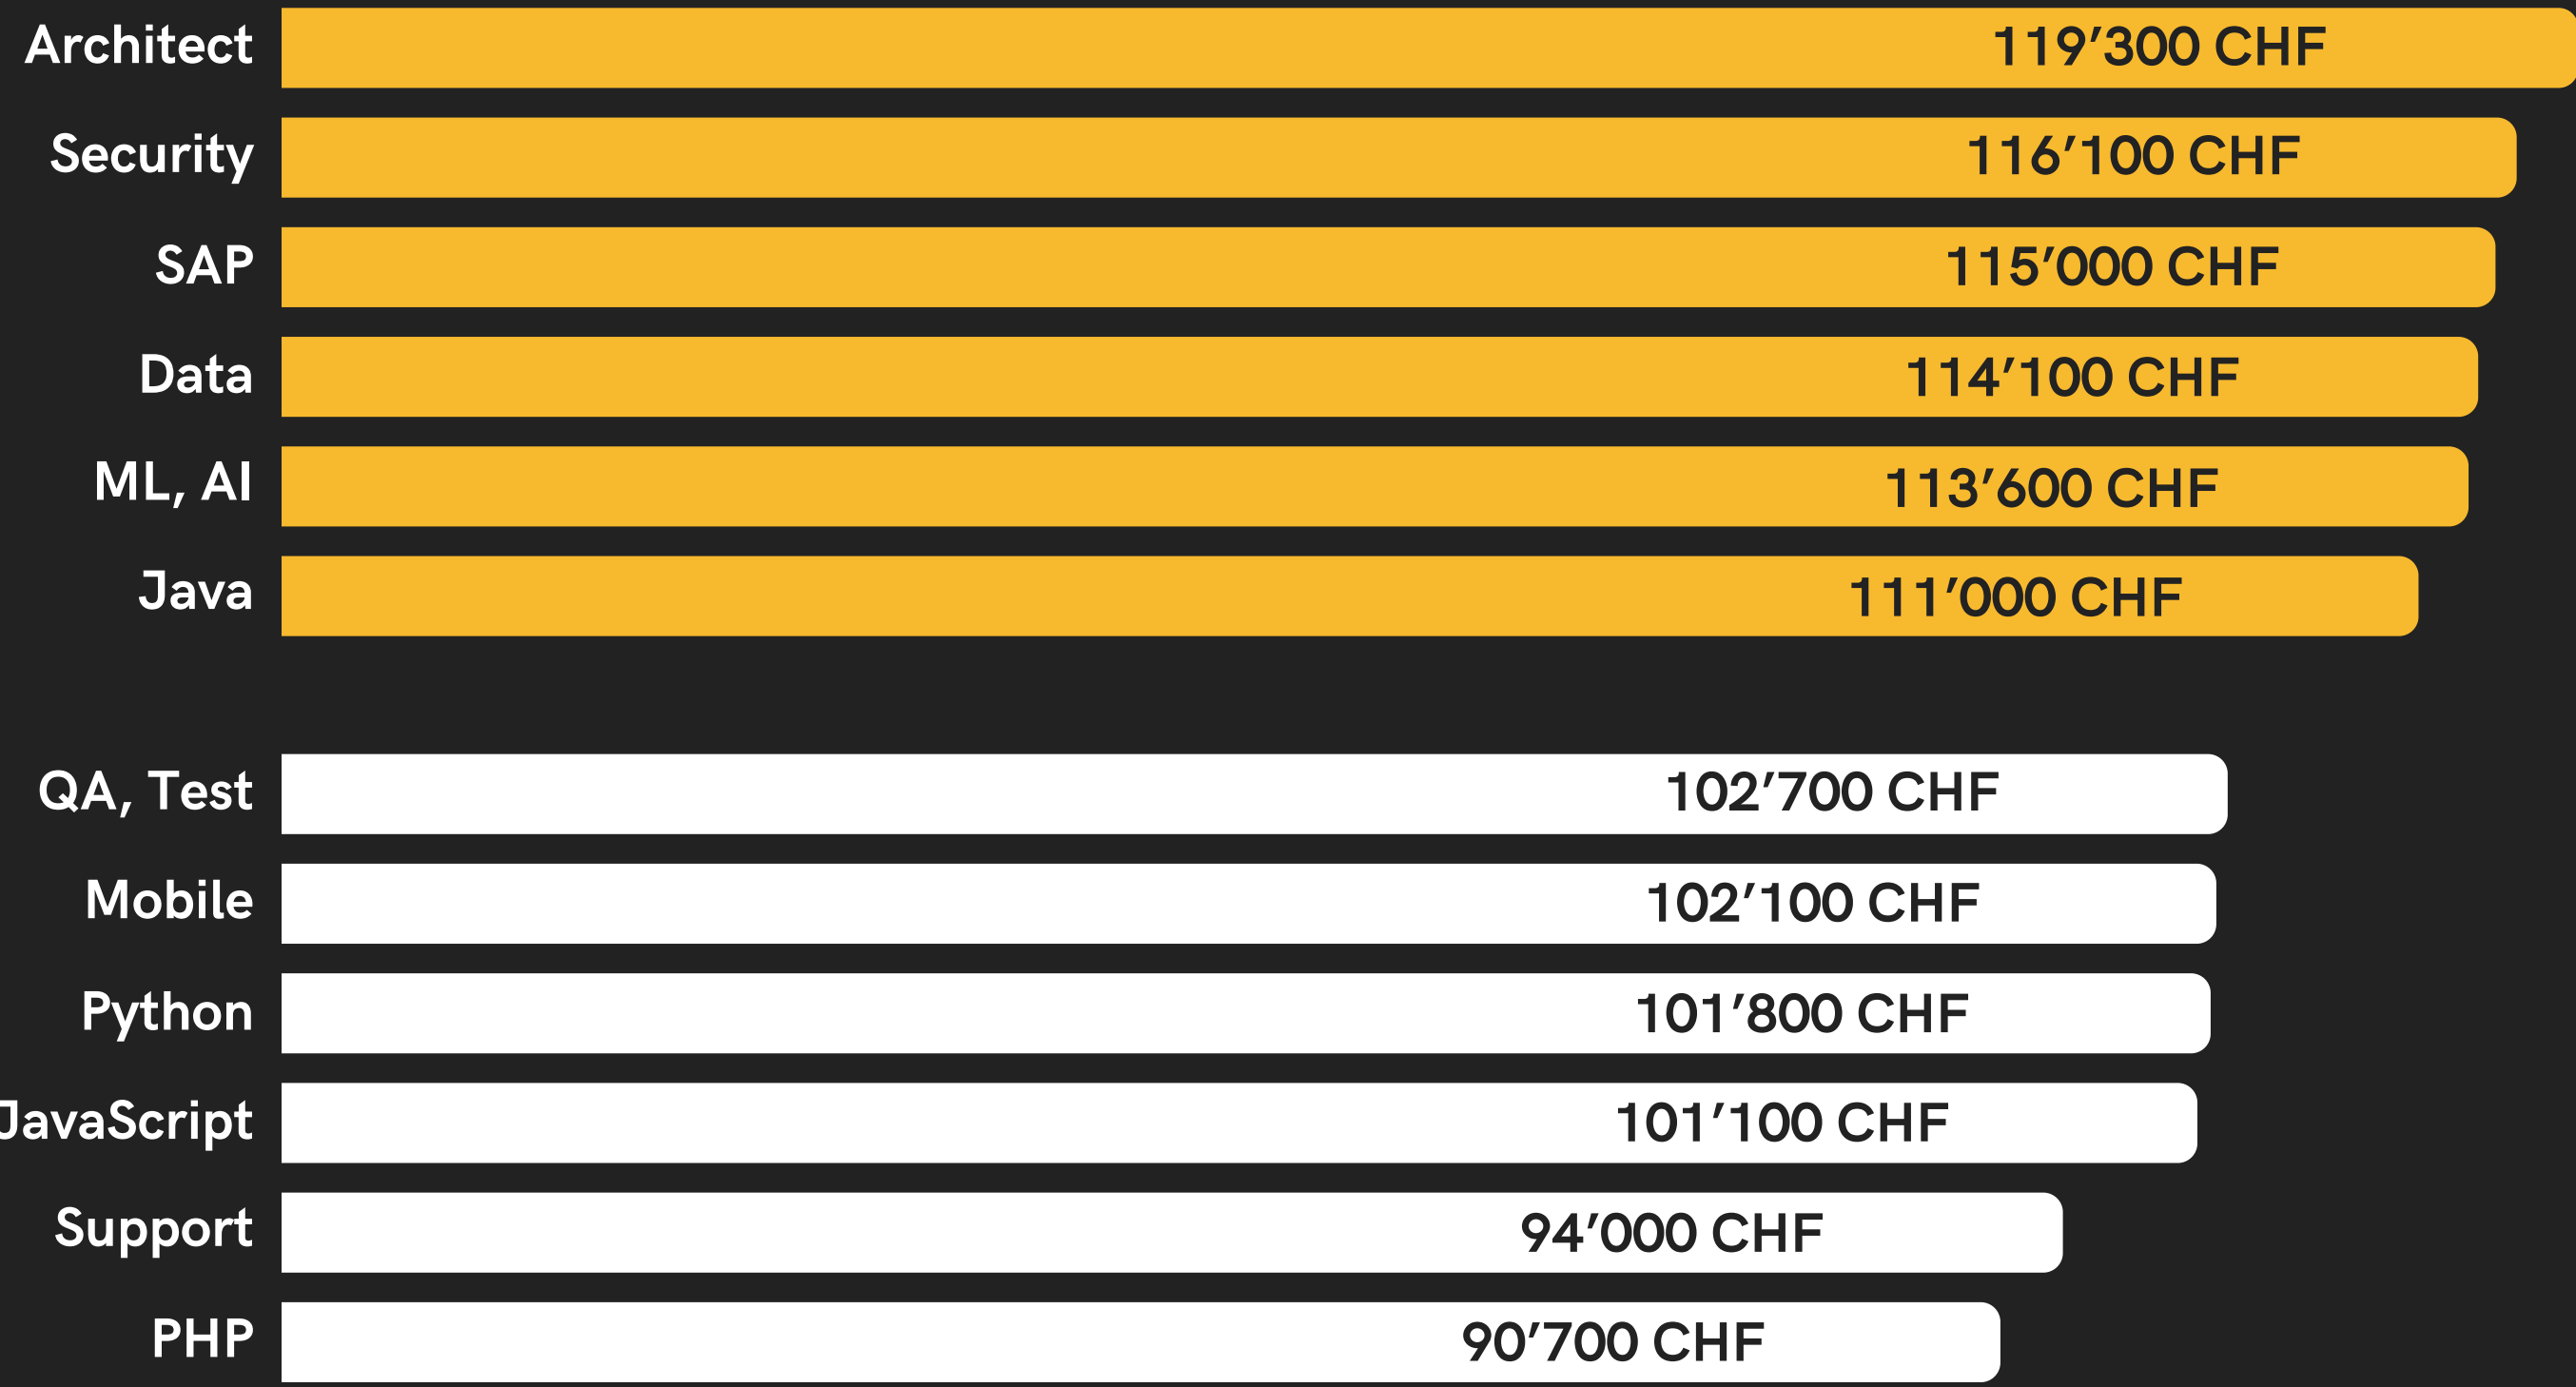 Architect 119′300 CHF
Security 116′100 CHF
SAP 115′000 CHF
Data 114′100 CHF
ML, AI 113′600 CHF
Java 111′000 CHF
QA, Test 102′700 CHF
Mobile 102′100 CHF
Python 101′800 CHF
JavaScript 101′100 CHF
Support 94′000 CHF
PHP 90′700 CHF